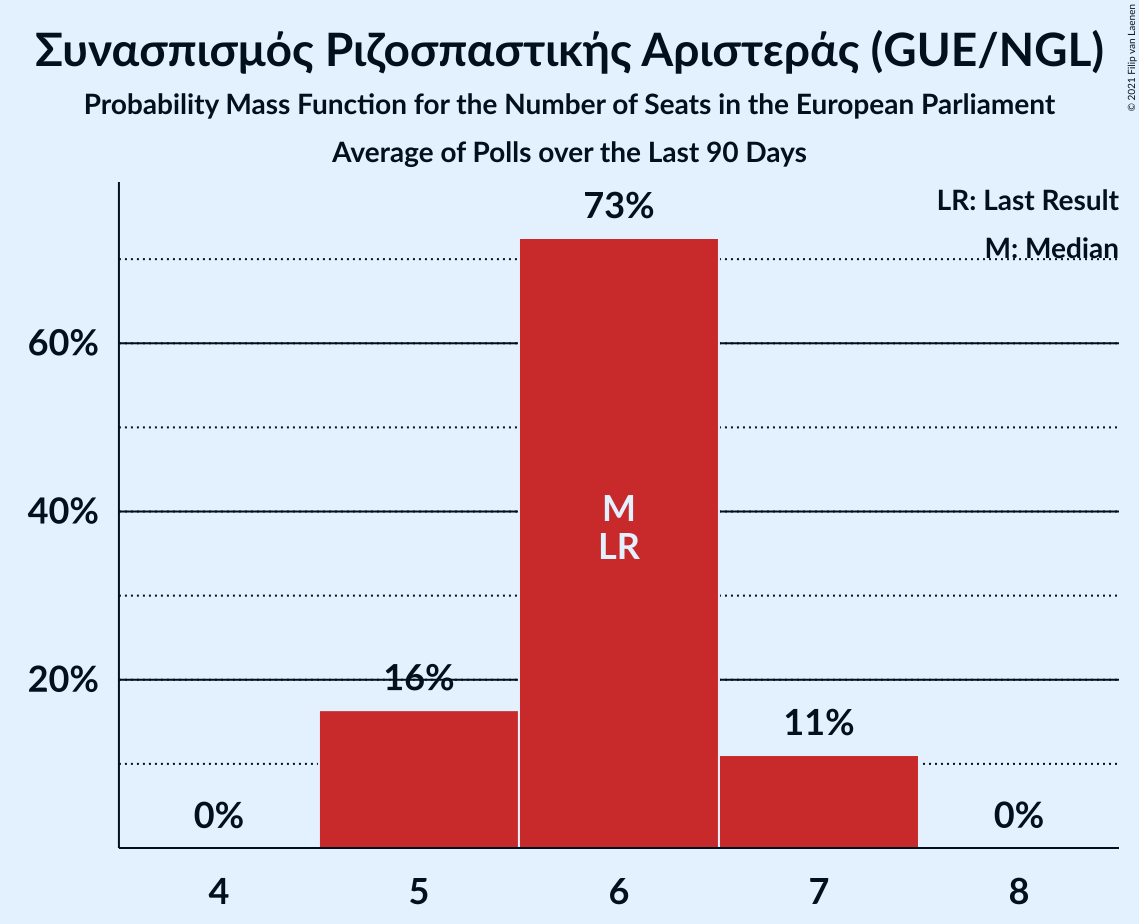 Συνασπισμός Ριζοσπαστικής Αριστεράς (GUE/NGL)
Probability Mass Function for the Number of Seats in the European Parliament
Average of Polls over the Last 90 Days
© 2021 Filip van Laenen
LR: Last Result
M: Median
73%
60%
M
40%
LR
16%
20%
11%
0%
0%
4 5 6 7 8